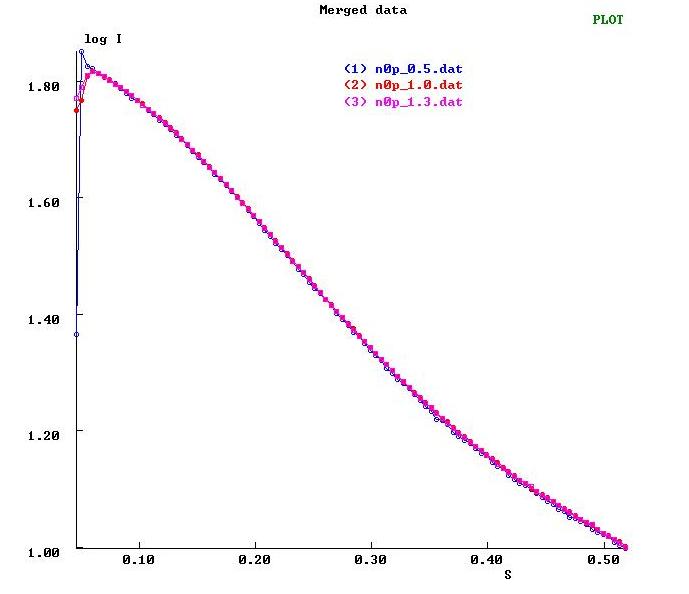 Merged data
PLOT
log I
(1) n0p_0.5.dat
(2) n0p_1.0.dat
(3) n0p_1.3.dat
1.80
1.60
1.40
1.20
1.00
0.10 0.20 0.30 0.40 0.50
S